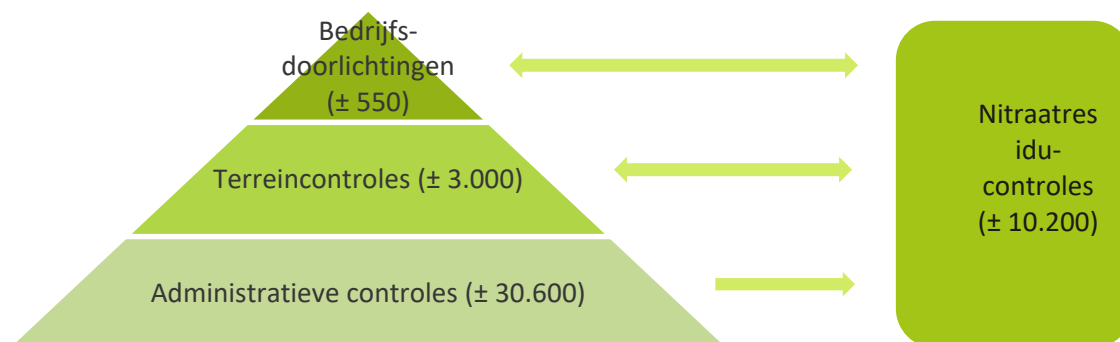 Bedrijfs-
doorlichtingen
(± 550)
Terreincontroles (± 3.000)
Administratieve controles (± 30.600)
Nitraatres
idu-
controles
(± 10.200)